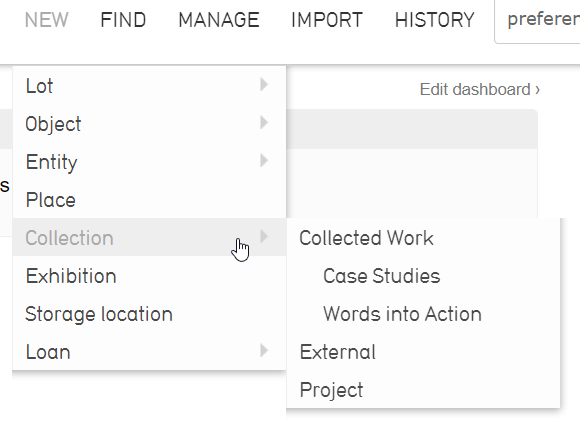 NEW FIND MANAGE IMPORT HISTORY preferen
Edit dashboard ›
s
Lot
Object
Entity
Place
Collection
Exhibition
Storage location
Loan
Collected Work
Case Studies
Words into Action
External
Project